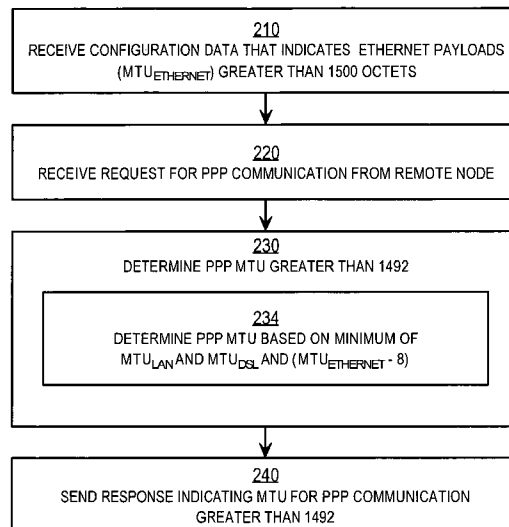 210
RECEIVE CONFIGURATION DATA THAT INDICATES ETHERNET PAYLOADS
(MTUETHERNET) GREATER THAN 1500 OCTETS
220
RECEIVE REQUEST FOR PPP COMMUNICATION FROM REMOTE NODE
230
DETERMINE PPP MTU GREATER THAN 1492
234
DETERMINE PPP MTU BASED ON MINIMUM OF
MTULAN AND MTUDSL AND (MTUETHERNET - 8)
240
SEND RESPONSE INDICATING MTU FOR PPP COMMUNICATION
GREATER THAN 1492